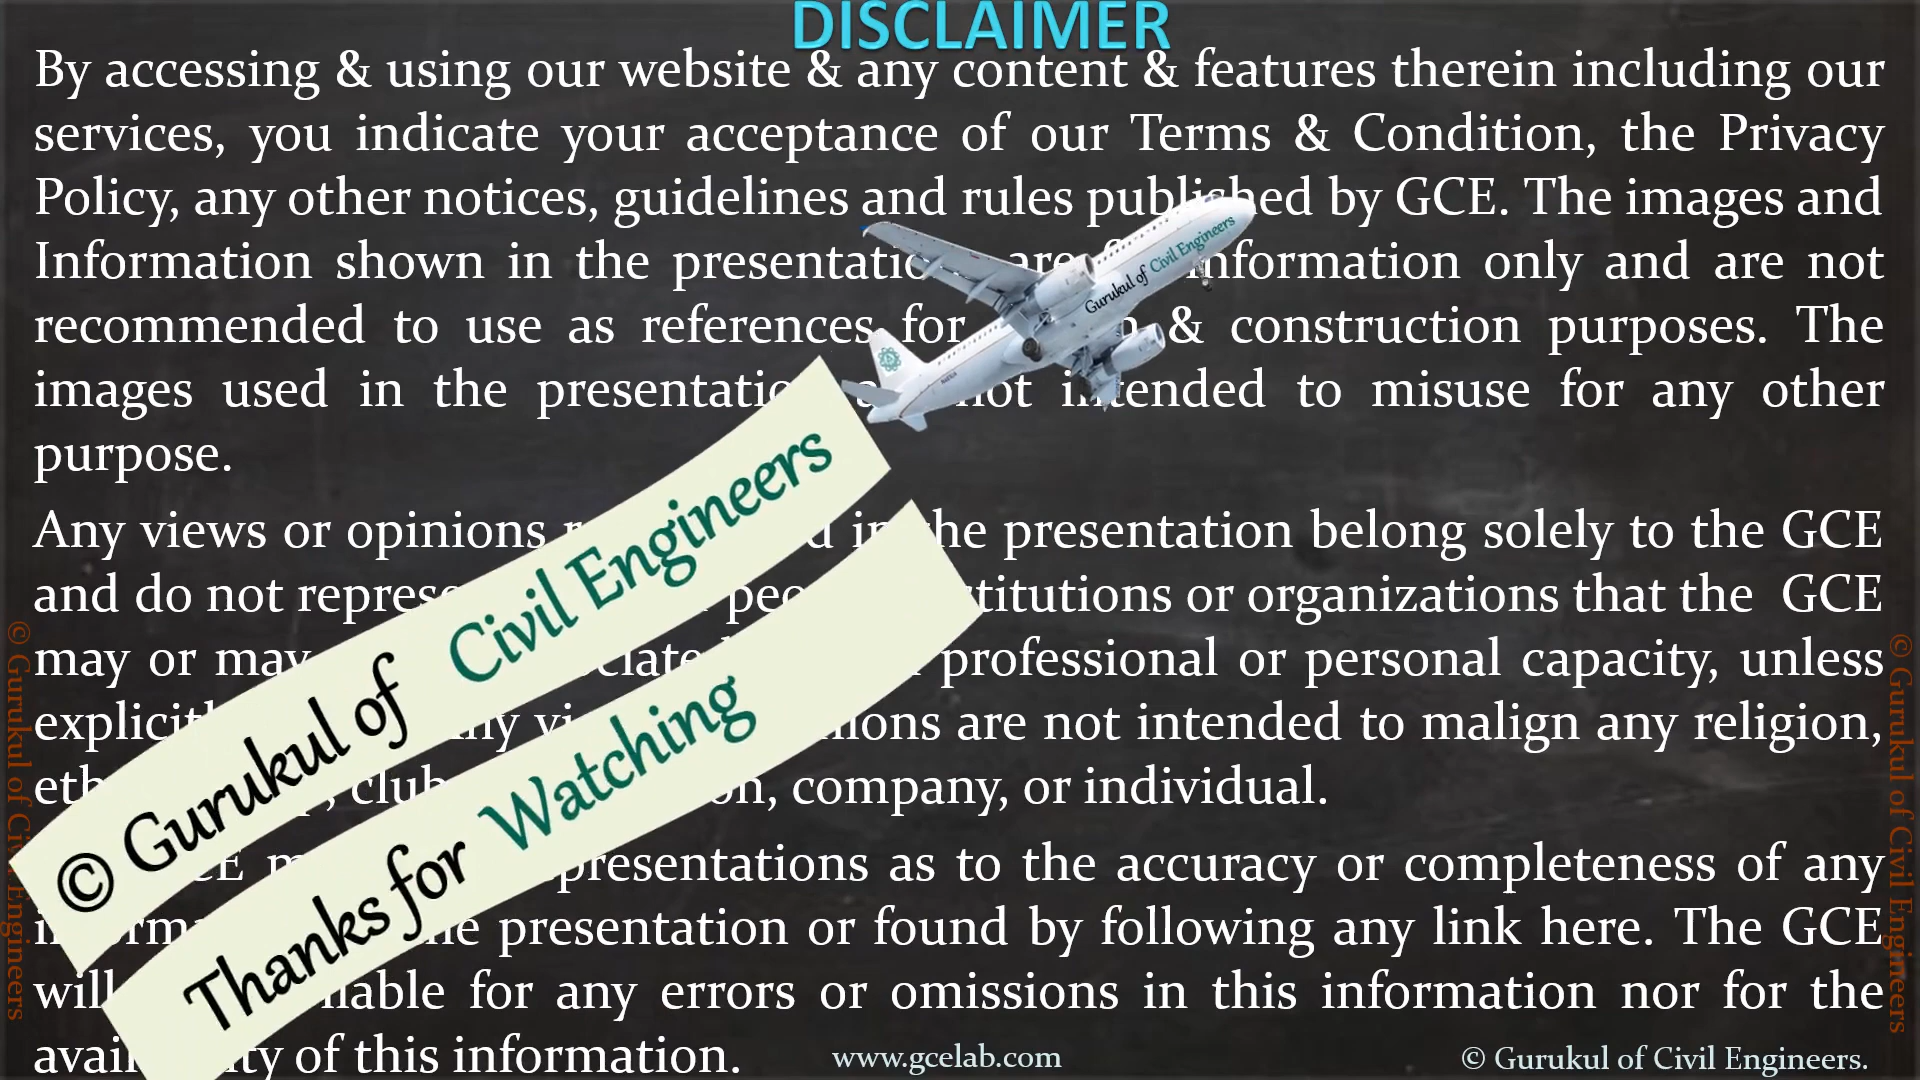 DISCLAIMER
By accessing & using our website & any content & features therein including our
services, you indicate your acceptance of our Terms & Condition, the Privacy
Policy, any other notices, guidelines and rules published by GCE. The images and
Information shown in the presentation are for information only and are not
recommended to use as references for & construction purposes. The
images used in the presentation not intended to misuse for any other
purpose.
Any views or opinions in the presentation belong solely to the GCE
and do not or organizations that the GCE
may or may professional or personal capacity, unless
are not intended to malign any religion,
company, or individual.
as to the accuracy or completeness of any
presentation or found by following any link here. The GCE
for any errors or omissions in this information nor for the
of this information.
Gurukul of Civil Engineers
© Gurukul of Civil Engineers
Thanks for Watching
© Gurukul of Civil Engineers
© Gurukul of Civil Engineers
www.gcelab.com
© Gurukul of Civil Engineers.